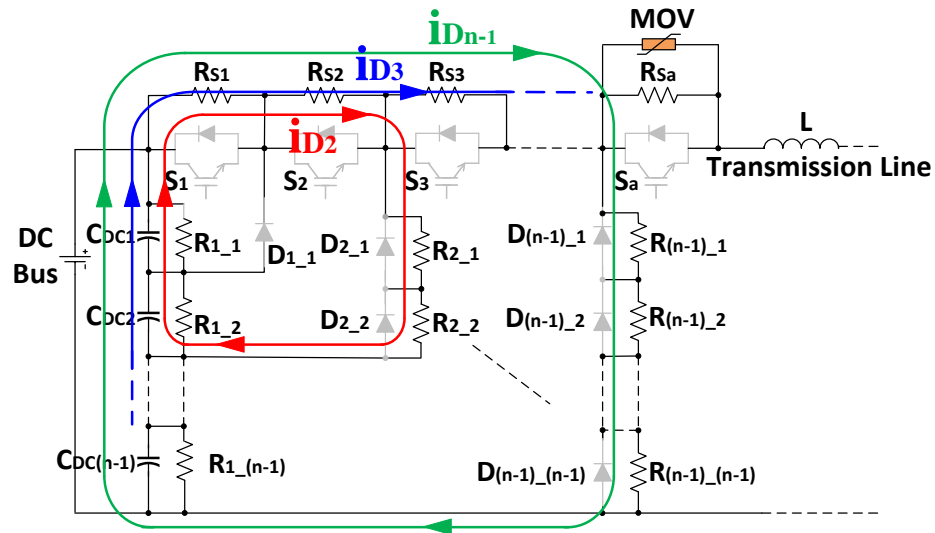 iDn-1
MOV
RS1
RS2
iD3
RS3
RSa
iD2
L
Transmission Line
S1
S2
S3
Sa
DC
Bus
+
-
CDC1
R1_1
D1_1
D2_1
R2_1
D(n-1)_1
R(n-1)_1
CDC2
R1_2
D2_2
R2_2
D(n-1)_2
R(n-1)_2
CDC(n-1)
R1_(n-1)
D(n-1)_(n-1)
R(n-1)_(n-1)